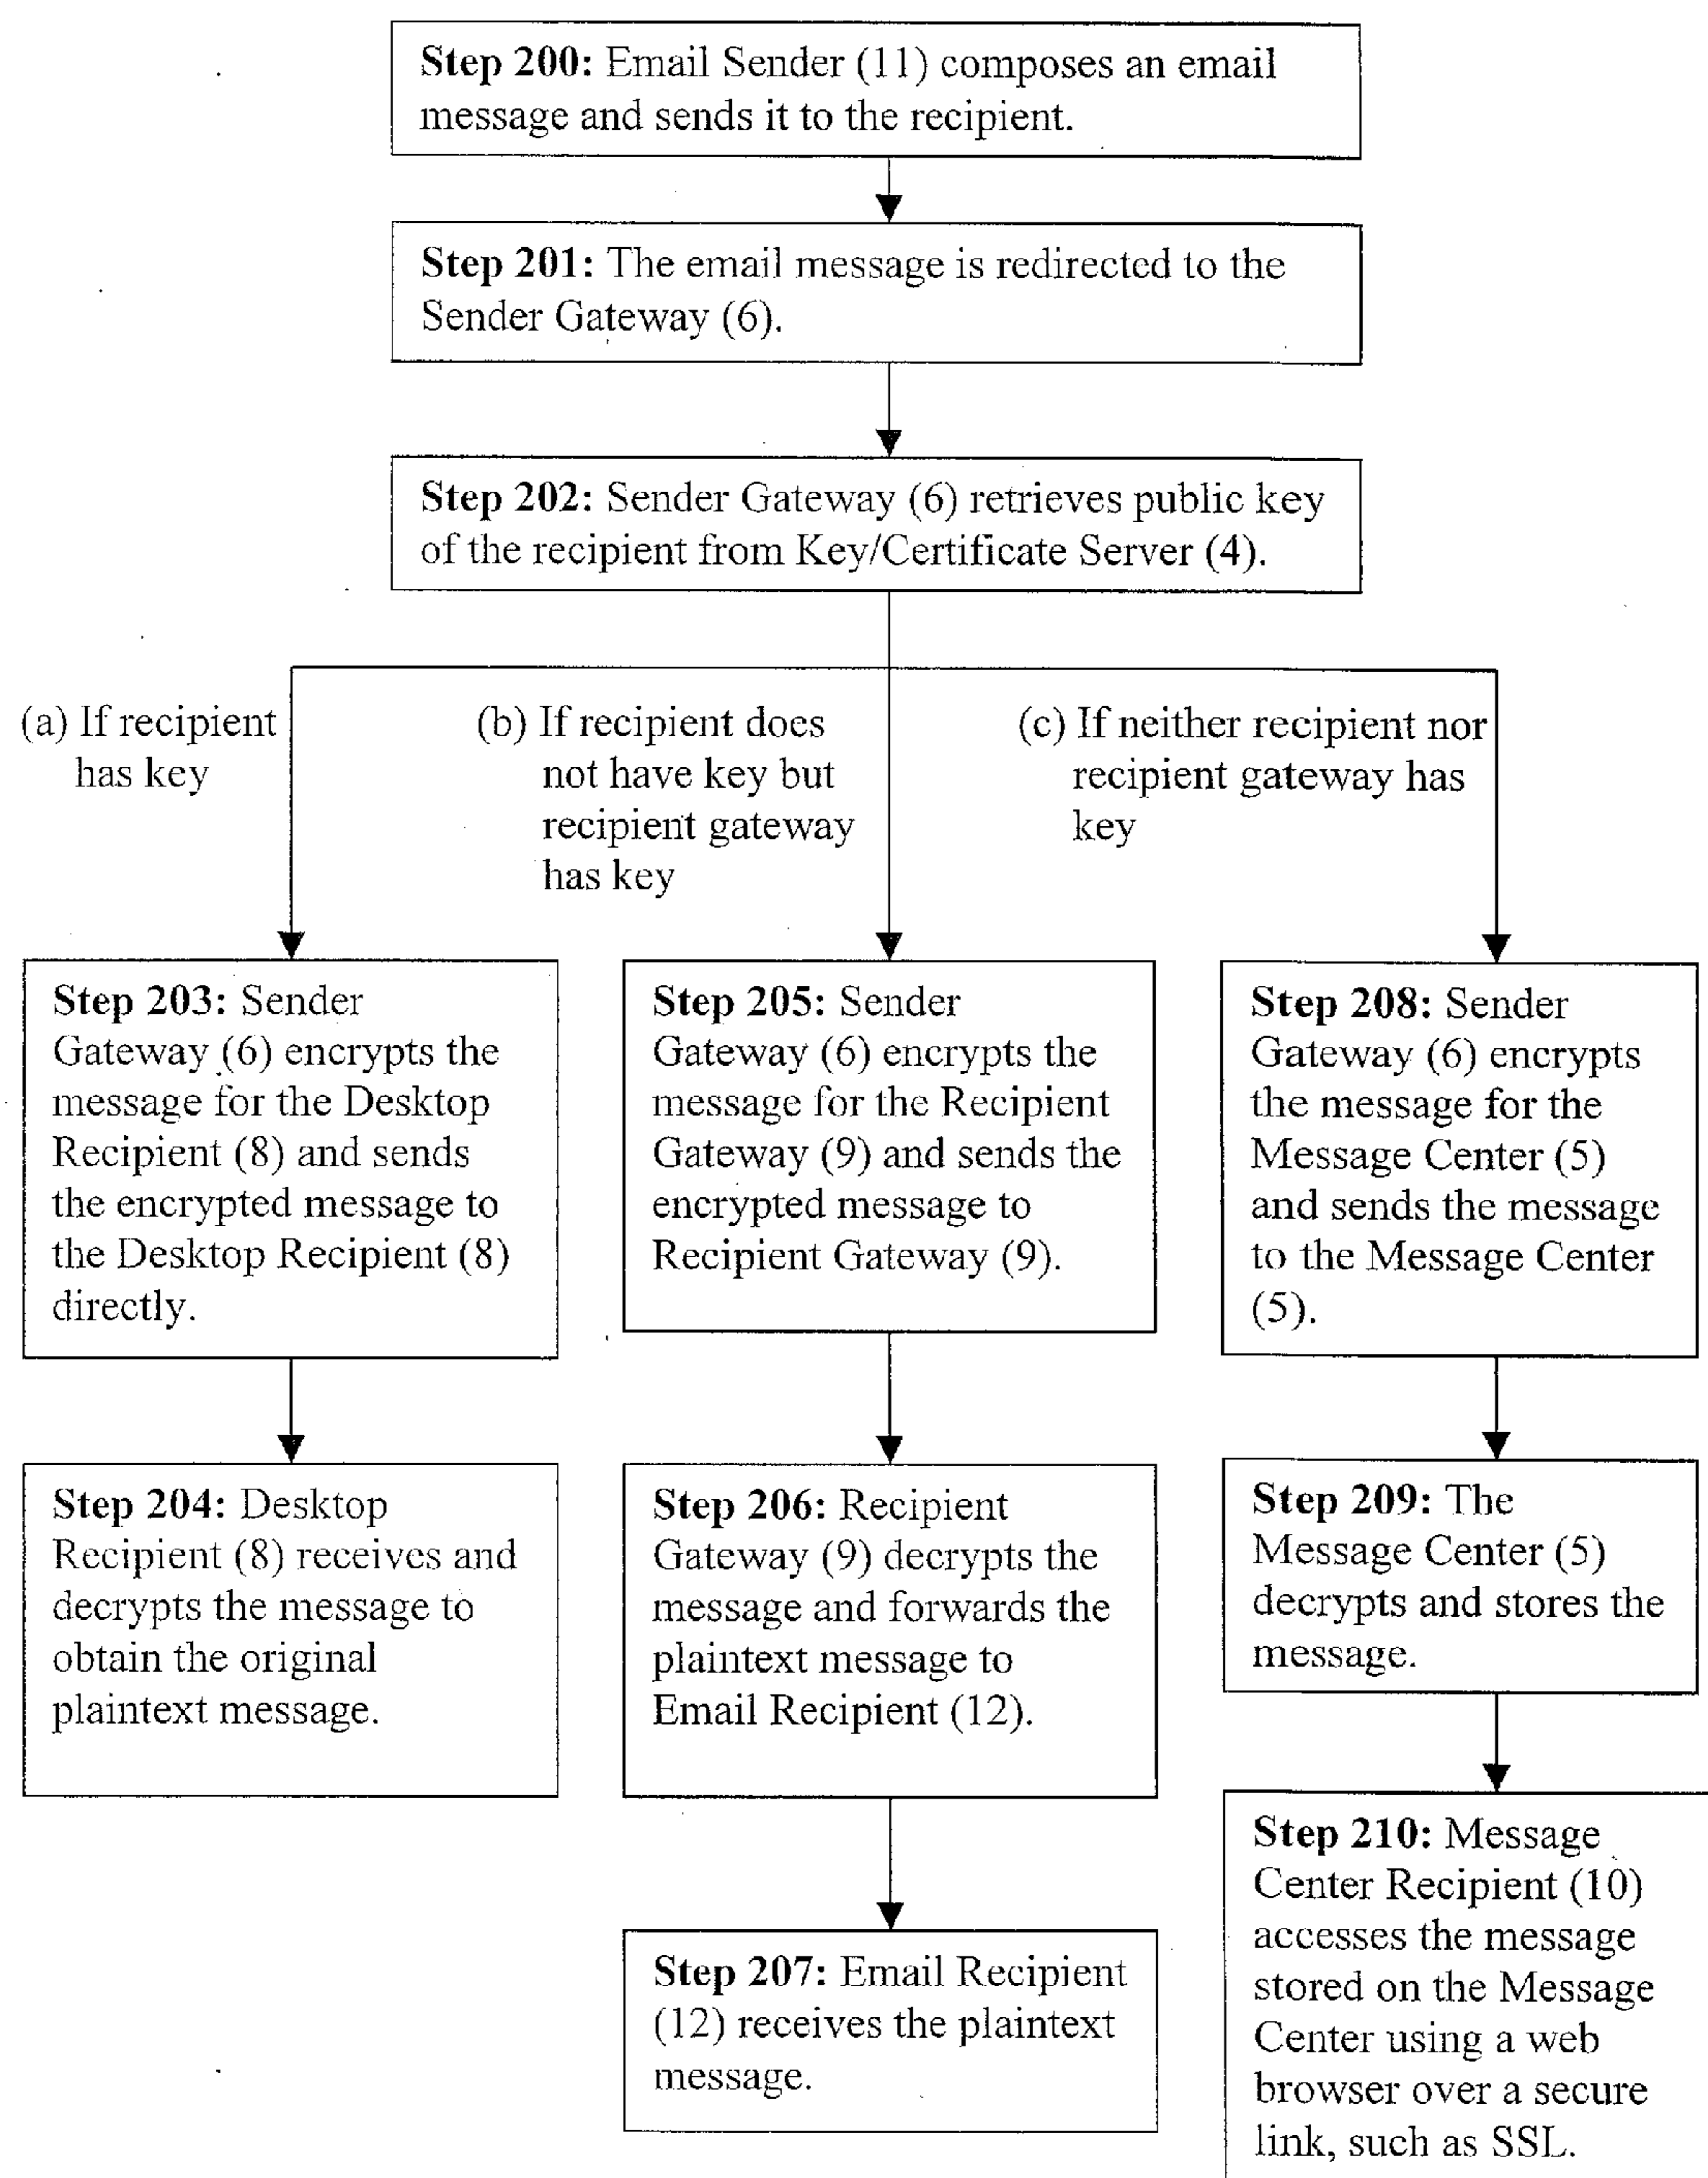 Step 200: Email Sender (11) composes an email
message and sends it to the recipient.
Step 201: The email message is redirected to the
Sender Gateway (6).
Step 202: Sender Gateway (6) retrieves public key
of the recipient from Key/Certificate Server (4).
(a) If recipient
has key
(b) If recipient does
not have key but
recipient gateway
has key
(c) If neither recipient nor
recipient gateway has
key
Step 203: Sender
Gateway (6) encrypts the
message for the Desktop
Recipient (8) and sends
the encrypted message to
the Desktop Recipient (8)
directly.
Step 205: Sender
Gateway (6) encrypts the
message for the Recipient
Gateway (9) and sends the
encrypted message to
Recipient Gateway (9).
Step 208: Sender
Gateway (6) encrypts
the message for the
Message Center (5)
and sends the message
to the Message Center
(5).
Step 204: Desktop
Recipient (8) receives and
decrypts the message to
obtain the original
plaintext message.
Step 206: Recipient
Gateway (9) decrypts the
message and forwards the
plaintext message to
Email Recipient (12).
Step 209: The
Message Center (5)
decrypts and stores the
message.
Step 207: Email Recipient
(12) receives the plaintext
message.
Step 210: Message
Center Recipient (10)
accesses the message
stored on the Message
Center using a web
browser over a secure
link, such as SSL.